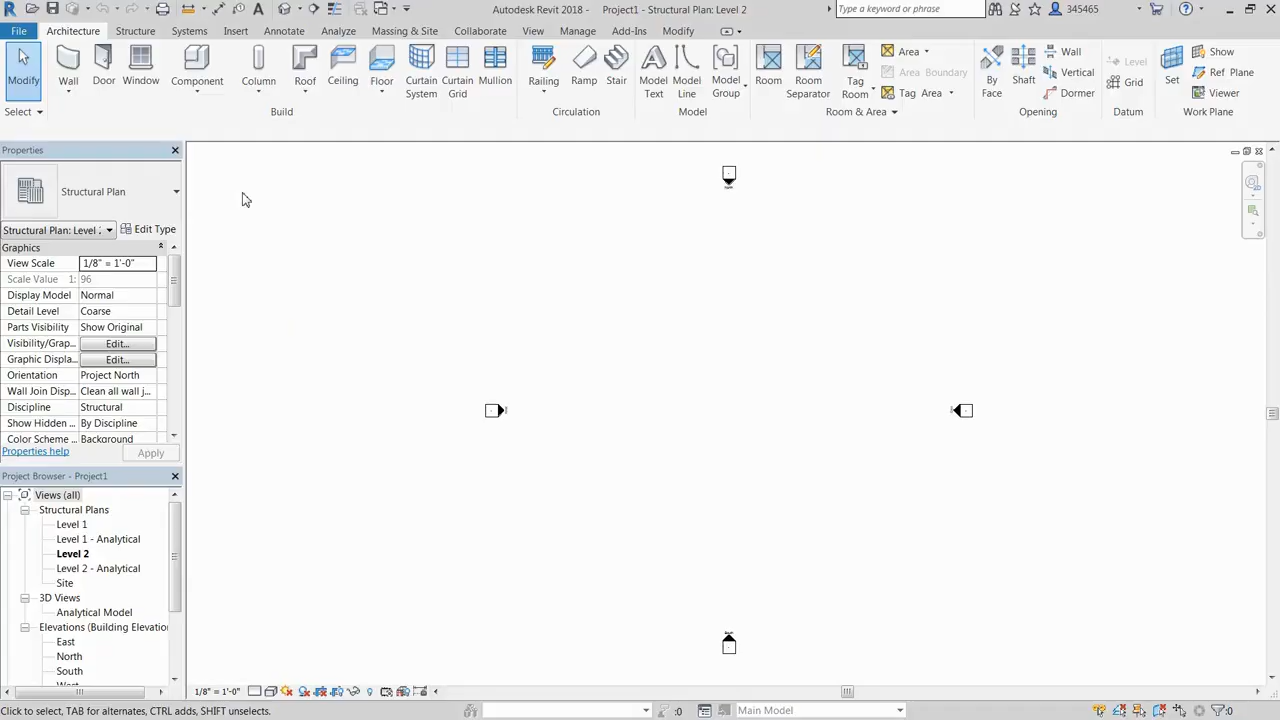 Autodesk Revit 2018 - Project1 - Structural Plan: Level 2
Type a keyword or phrase
345465
File Architecture Structure Systems Insert Annotate Analyze Massing & Site Collaborate View Manage Add-Ins Modify
Modify Wall Door Window Component Column Roof Ceiling Floor Curtain System Curtain Grid Mullion Railing Ramp Stair Model Text Model Line Model Group Room Room Separator Tag Room Area Area Boundary Tag Area By Face Shaft Wall Vertical Dormer Level Grid Set Show Ref Plane Viewer
Select Build Circulation Model Room & Area Opening Datum Work Plane
Properties
Structural Plan
Structural Plan: Level Edit Type
Graphics
View Scale 1/8" = 1'-0"
Scale Value 1: 96
Display Model Normal
Detail Level Coarse
Parts Visibility Show Original
Visibility/Grap... Edit...
Graphic Displa... Edit...
Orientation Project North
Wall Join Disp... Clean all wall j...
Discipline Structural
Show Hidden ... By Discipline
Color Scheme ... Background
Properties help Apply
Project Browser - Project1
Views (all)
Structural Plans
Level 1
Level 1 - Analytical
Level 2
Level 2 - Analytical
Site
3D Views
Analytical Model
Elevations (Building Elevatio
East
North
South
West
1/8" = 1'-0"
Click to select, TAB for alternates, CTRL adds, SHIFT unselects.
:0 Main Model :0